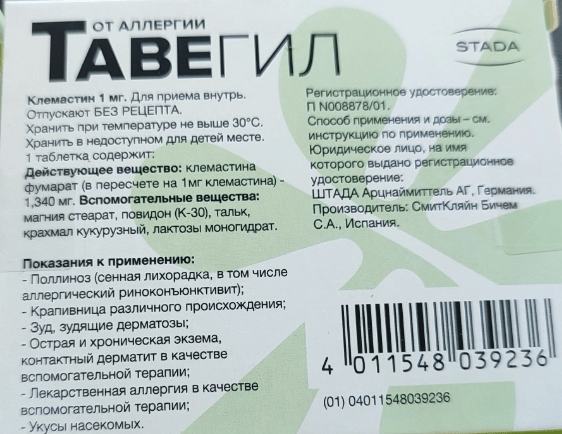 ОТ АЛЛЕРГИИ
ТАВЕГИЛ
STADA
Клемастин 1 мг. Для приема внутрь.
Отпускают БЕЗ РЕЦЕПТА.
Хранить при температуре не выше 30°С.
Хранить в недоступном для детей месте.
1 таблетка содержит:
Действующее вещество: клемастина
фумарат (в пересчете на 1мг клемастина) -
1,340 мг. Вспомогательные вещества:
магния стеарат, повидон (К-30), тальк,
крахмал кукурузный, лактозы моногидрат.
Регистрационное удостоверение:
П N008878/01.
Способ применения и дозы – см.
инструкцию по применению.
Юридическое лицо, на имя
которого выдано регистрационное
удостоверение:
ШТАДА Арцнаймиттель АГ, Германия.
Производитель: СмитКляйн Бичем
С.А., Испания.
Показания к применению:
- Поллиноз (сенная лихорадка, в том числе
аллергический риноконъюнктивит);
- Крапивница различного происхождения;
- Зуд, зудящие дерматозы;
- Острая и хроническая экзема,
контактный дерматит в качестве
вспомогательной терапии;
- Лекарственная аллергия в качестве
вспомогательной терапии;
- Укусы насекомых.
4 011548 039236
(01) 04011548039236